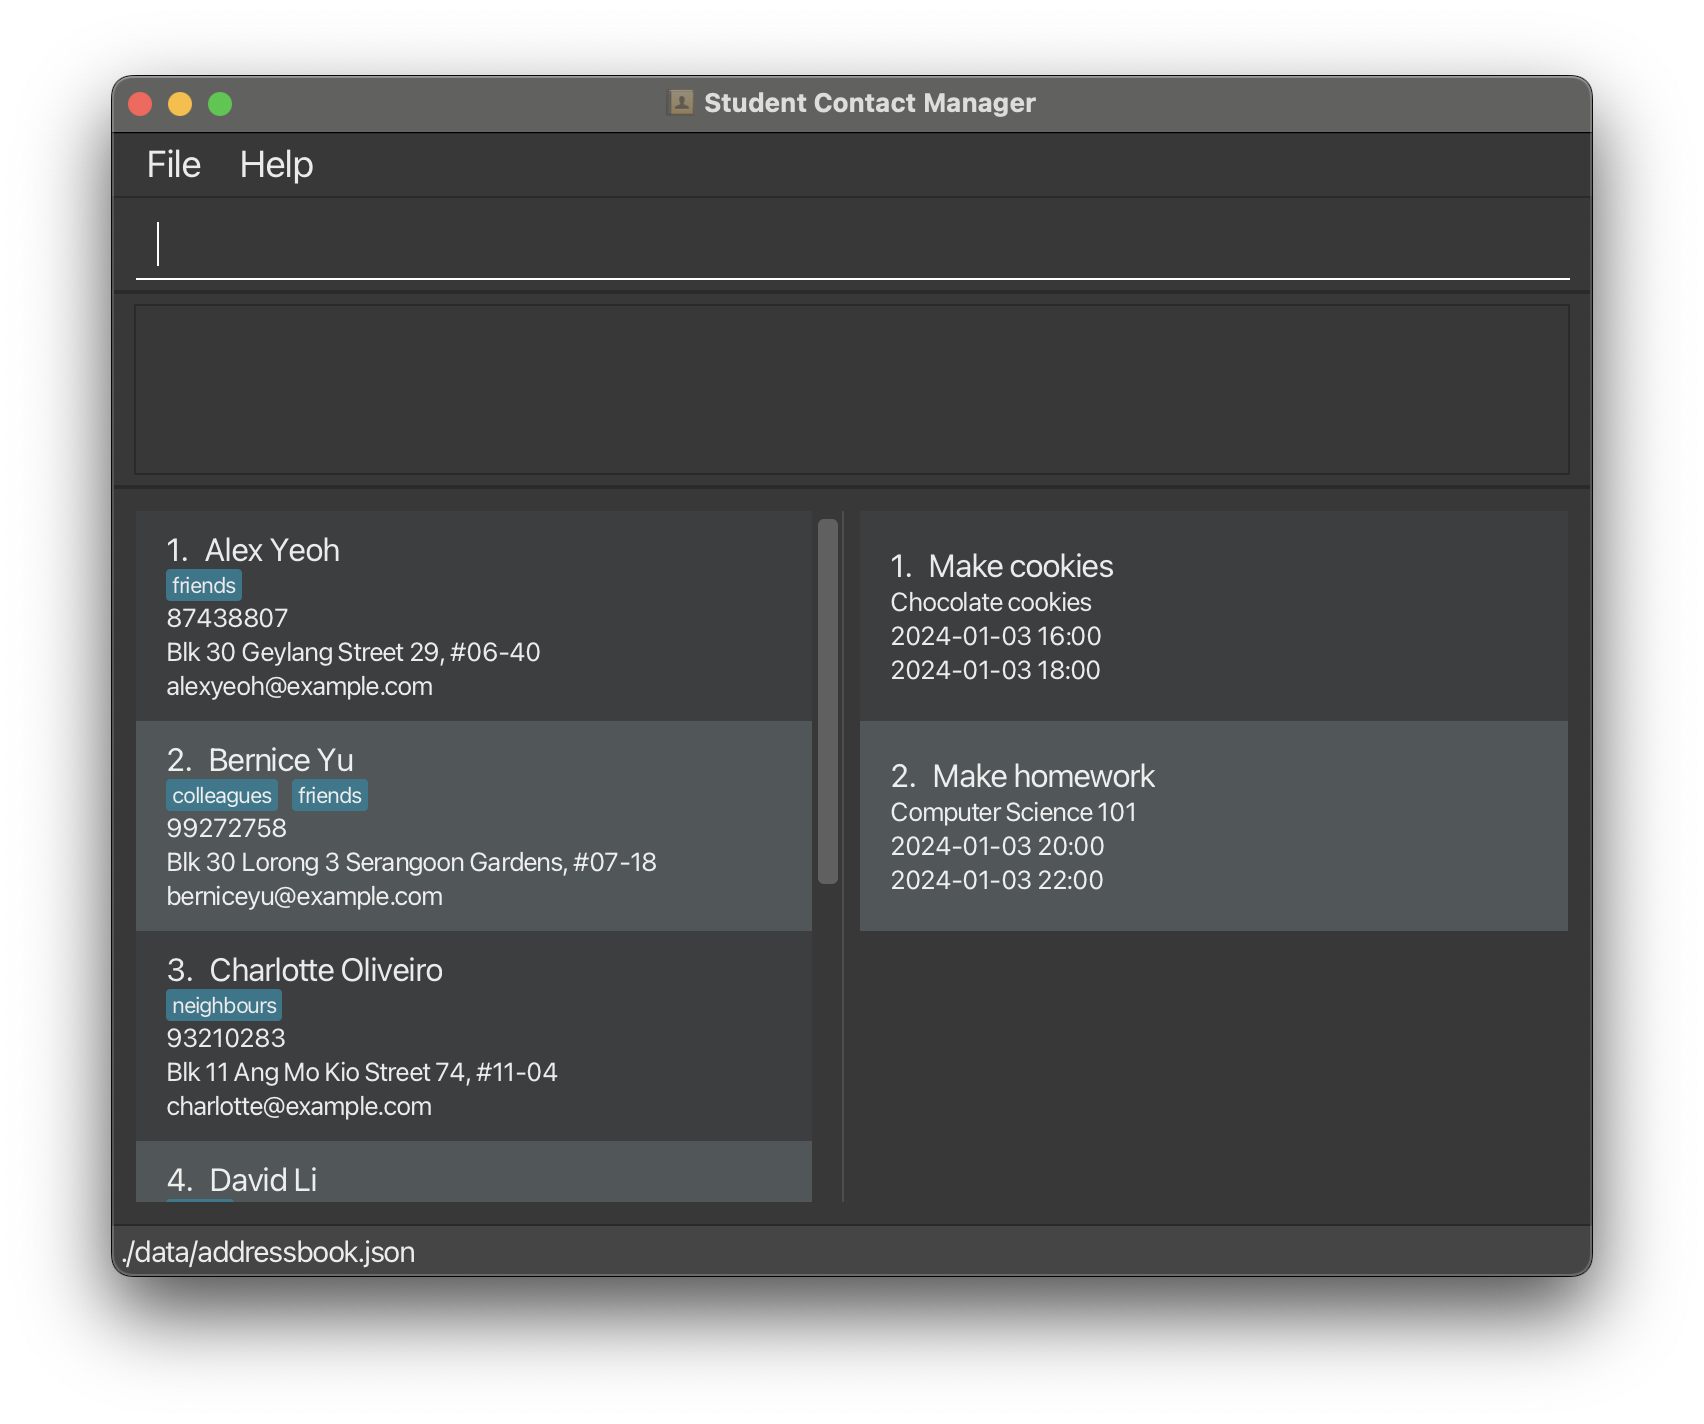 Student Contact Manager
File Help
1. Alex Yeoh
friends
87438807
Blk 30 Geylang Street 29, #06-40
alexyeoh@example.com
2. Bernice Yu
colleagues friends
99272758
Blk 30 Lorong 3 Serangoon Gardens, #07-18
berniceyu@example.com
3. Charlotte Oliveiro
neighbours
93210283
Blk 11 Ang Mo Kio Street 74, #11-04
charlotte@example.com
4. David Li
1. Make cookies
Chocolate cookies
2024-01-03 16:00
2024-01-03 18:00
2. Make homework
Computer Science 101
2024-01-03 20:00
2024-01-03 22:00
./data/addressbook.json